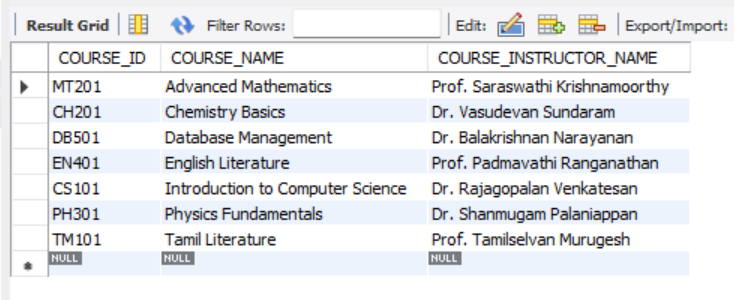 Result Grid Filter Rows: Edit: Export/Import:
COURSE_ID COURSE_NAME COURSE_INSTRUCTOR_NAME
MT201 Advanced Mathematics Prof. Saraswathi Krishnamoorthy
CH201 Chemistry Basics Dr. Vasudevan Sundaram
DB501 Database Management Dr. Balakrishnan Narayanan
EN401 English Literature Prof. Padmavathi Ranganathan
CS101 Introduction to Computer Science Dr. Rajagopalan Venkatesan
PH301 Physics Fundamentals Dr. Shanmugam Palaniappan
TM101 Tamil Literature Prof. Tamilselvan Murugesh
NULL NULL NULL